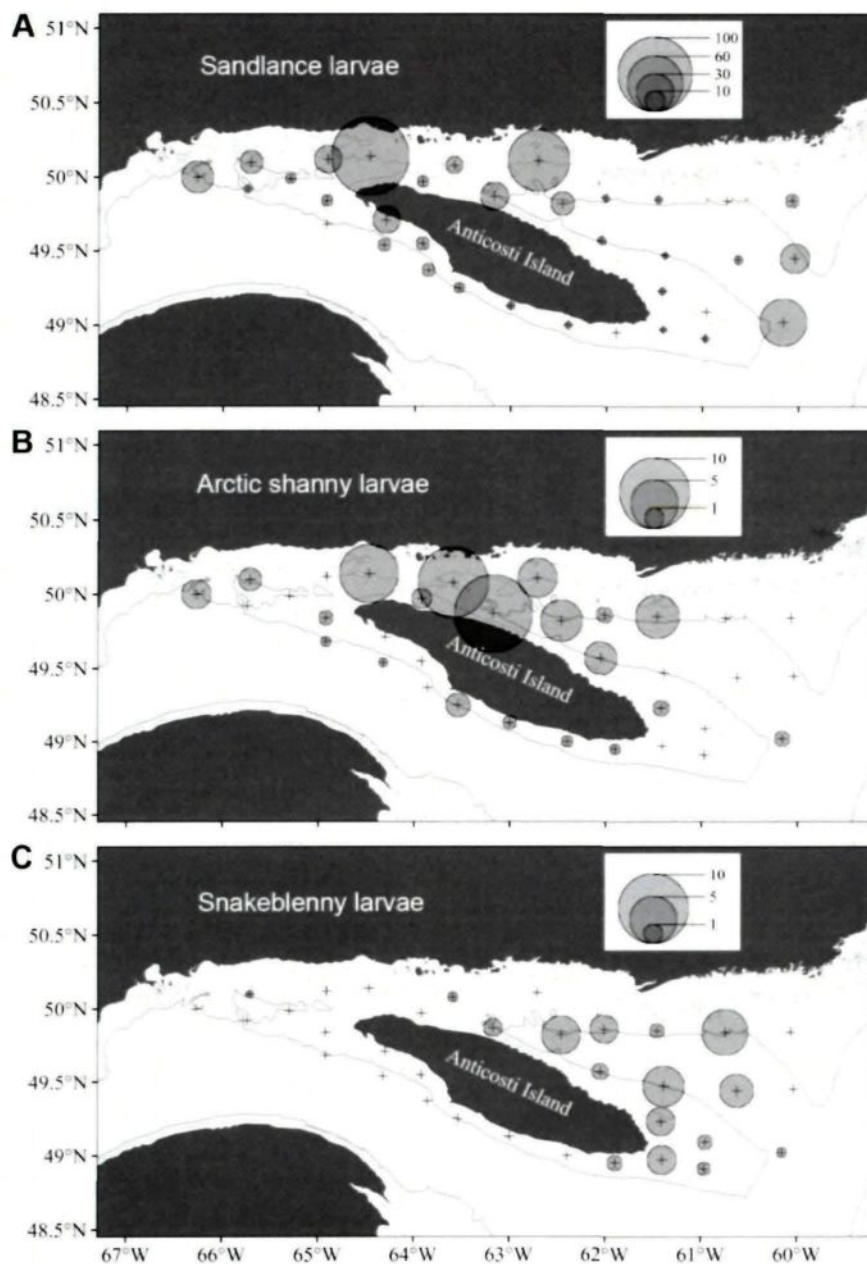 A
51°N
50.5°N
50°N
49.5°N
49°N
48.5°N
Sandlance larvae
100
60
30
10
Anticosti Island
B
51°N
50.5°N
50°N
49.5°N
49°N
48.5°N
Arctic shanny larvae
10
5
1
Anticosti Island
C
51°N
50.5°N
50°N
49.5°N
49°N
48.5°N
Snakeblenny larvae
10
5
1
Anticosti Island
67°W 66°W 65°W 64°W 63°W 62°W 61°W 60°W